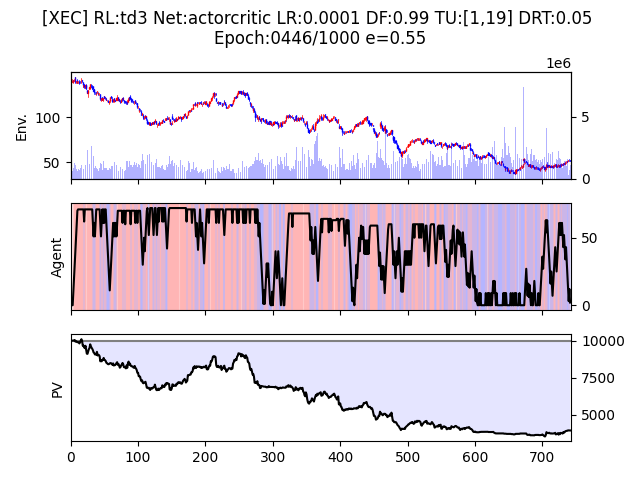 [XEC] RL:td3 Net:actorcritic LR:0.0001 DF:0.99 TU:[1,19] DRT:0.05
Epoch:0446/1000 e=0.55
1e6
Env.
100
50
5
0
Agent
50
0
PV
10000
7500
5000
0 100 200 300 400 500 600 700